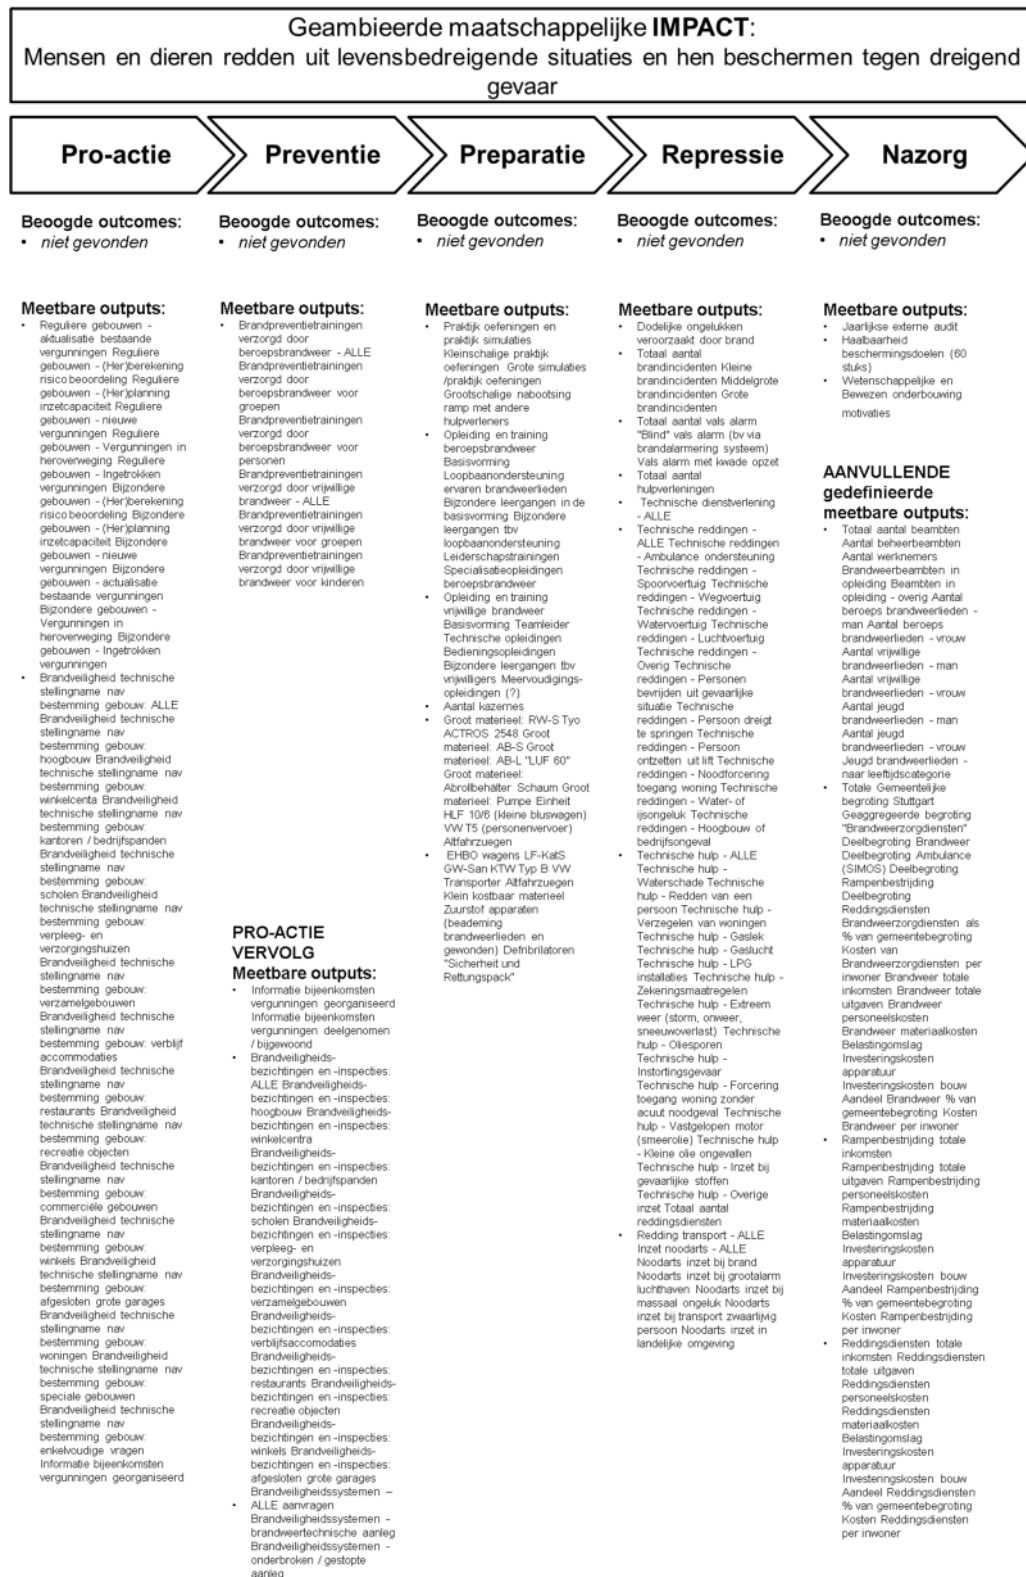 Geambieerde maatschappelijke IMPACT:
Mensen en dieren redden uit levensbedreigende situaties en hen beschermen tegen dreigend
gevaar
Pro-actie
Preventie
Preparatie
Repressie
Nazorg
Beoogde outcomes:
• niet gevonden
Meetbare outputs:
• Reguliere gebouwen -
aktualisatie bestaande
vergunningen Reguliere
gebouwen - (Her)berekening
risico beoordeling Reguliere
gebouwen - (Her)planning
inzetcapaciteit Reguliere
gebouwen - nieuwe
vergunningen Reguliere
gebouwen - Vergunningen in
heroverweging Reguliere
gebouwen - Ingetrokken
vergunningen Bijzondere
gebouwen - (Her)berekening
risico beoordeling Bijzondere
gebouwen - (Her)planning
inzetcapaciteit Bijzondere
gebouwen - nieuwe
vergunningen Bijzondere
gebouwen - actualisatie
bestaande vergunningen
Bijzondere gebouwen -
Vergunningen in
heroverweging Bijzondere
gebouwen - Ingetrokken
vergunningen
• Brandveiligheid technische
stellingname nav
bestemming gebouw: ALLE
Brandveiligheid technische
stellingname nav
bestemming gebouw:
hoogbouw Brandveiligheid
technische stellingname nav
bestemming gebouw:
winkelcenta Brandveiligheid
technische stellingname nav
bestemming gebouw:
kantoren / bedrijfspanden
Brandveiligheid technische
stellingname nav
bestemming gebouw:
scholen Brandveiligheid
technische stellingname nav
bestemming gebouw:
verpleeg- en
verzorgingshuizen
Brandveiligheid technische
stellingname nav
bestemming gebouw:
verzamelgebouwen
Brandveiligheid technische
stellingname nav
bestemming gebouw: verblijf
accommodaties
Brandveiligheid technische
stellingname nav
bestemming gebouw:
restaurants Brandveiligheid
technische stellingname nav
bestemming gebouw:
recreatie objecten
Brandveiligheid technische
stellingname nav
bestemming gebouw:
commerciële gebouwen
Brandveiligheid technische
stellingname nav
bestemming gebouw:
winkels Brandveiligheid
technische stellingname nav
bestemming gebouw:
afgesloten grote garages
Brandveiligheid technische
stellingname nav
bestemming gebouw:
woningen Brandveiligheid
technische stellingname nav
bestemming gebouw:
speciale gebouwen
Brandveiligheid technische
stellingname nav
bestemming gebouw:
enkelvoudige vragen
Informatie bijeenkomsten
vergunningen georganiseerd
Beoogde outcomes:
• niet gevonden
Meetbare outputs:
• Brandpreventietrainingen
verzorgd door
beroepsbrandweer - ALLE
Brandpreventietrainingen
verzorgd door
beroepsbrandweer voor
groepen
Brandpreventietrainingen
verzorgd door
beroepsbrandweer voor
personen
Brandpreventietrainingen
verzorgd door vrijwillige
brandweer - ALLE
Brandpreventietrainingen
verzorgd door vrijwillige
brandweer voor groepen
Brandpreventietrainingen
verzorgd door vrijwillige
brandweer voor kinderen
PRO-ACTIE
VERVOLG
Meetbare outputs:
• Informatie bijeenkomsten
vergunningen georganiseerd
Informatie bijeenkomsten
vergunningen deelgenomen
/ bijgewoond
• Brandveiligheids-
bezichtingen en -inspecties:
ALLE Brandveiligheids-
bezichtingen en -inspecties:
hoogbouw Brandveiligheids-
bezichtingen en -inspecties:
winkelcentra
Brandveiligheids-
bezichtingen en -inspecties:
kantoren / bedrijfspanden
Brandveiligheids-
bezichtingen en -inspecties:
scholen Brandveiligheids-
bezichtingen en -inspecties:
verpleeg- en
verzorgingshuizen
Brandveiligheids-
bezichtingen en -inspecties:
verzamelgebouwen
Brandveiligheids-
bezichtingen en -inspecties:
verblijfsaccomodaties
Brandveiligheids-
bezichtingen en -inspecties:
restaurants Brandveiligheids-
bezichtingen en -inspecties:
recreatie objecten
Brandveiligheids-
bezichtingen en -inspecties:
winkels Brandveiligheids-
bezichtingen en -inspecties:
afgesloten grote garages
Brandveiligheidssystemen –
• ALLE aanvragen
Brandveiligheidssystemen -
brandweertechnische aanleg
Brandveiligheidssystemen -
onderbroken / gestopte
aanleg
Beoogde outcomes:
• niet gevonden
Meetbare outputs:
• Praktijk oefeningen en
praktijk simulaties
Kleinschalige praktijk
oefeningen Grote simulaties
/praktijk oefeningen
Grootschalige nabootsing
ramp met andere
hulpverleners
• Opleiding en training
beroepsbrandweer
Basisvorming
Loopbaanondersteuning
ervaren brandweerlieden
Bijzondere leergangen in de
basisvorming Bijzondere
leergangen tbv
loopbaanondersteuning
Leiderschapstrainingen
Specialisatieopleidingen
beroepsbrandweer
• Opleiding en training
vrijwillige brandweer
Basisvorming Teamleider
Technische opleidingen
Bedieningsopleidingen
Bijzondere leergangen tbv
vrijwilligers Meervoudigings-
opleidingen (?)
• Aantal kazernes
• Groot materieel: RW-S Tyo
ACTROS 2548 Groot
materieel: AB-S Groot
materieel: AB-L "LUF 60"
Groot materieel:
Abrollbehälter Schaum Groot
materieel: Pumpe Einheit
HLF 10/6 (kleine bluswagen)
VW T5 (personenvervoer)
Altfahrzuegen
• EHBO wagens LF-KatS
GW-San KTW Typ B VW
Transporter Altfahrzuegen
Klein kostbaar materieel
Zuurstof apparaten
(beademing
brandweerlieden en
gewonden) Defribrilatoren
"Sicherheit und
Rettungspack"
Beoogde outcomes:
• niet gevonden
Meetbare outputs:
• Dodelijke ongelukken
veroorzaakt door brand
• Totaal aantal
brandincidenten Kleine
brandincidenten Middelgrote
brandincidenten Grote
brandincidenten
• Totaal aantal vals alarm
"Blind" vals alarm (bv via
brandalarmering systeem)
Vals alarm met kwade opzet
• Totaal aantal
hulpverleningen
• Technische dienstverlening
- ALLE
• Technische reddingen -
ALLE Technische reddingen
- Ambulance ondersteuning
Technische reddingen -
Spoorvoertuig Technische
reddingen - Wegvoertuig
Technische reddingen -
Watervoertuig Technische
reddingen - Luchtvoertuig
Technische reddingen -
Overig Technische
reddingen - Personen
bevrijden uit gevaarlijke
situatie Technische
reddingen - Persoon dreigt
te springen Technische
reddingen - Persoon
ontzetten uit lift Technische
reddingen - Noodforcering
toegang woning Technische
reddingen - Water- of
ijsongeluk Technische
reddingen - Hoogbouw of
bedrijfsongeval
• Technische hulp - ALLE
Technische hulp -
Waterschade Technische
hulp - Redden van een
persoon Technische hulp -
Verzegelen van woningen
Technische hulp - Gaslek
Technische hulp - Gaslucht
Technische hulp - LPG
installaties Technische hulp -
Zekeringsmaatregelen
Technische hulp - Extreem
weer (storm, onweer,
sneeuwoverlast) Technische
hulp - Oliesporen
Technische hulp -
Instortingsgevaar
Technische hulp - Forcering
toegang woning zonder
acuut noodgeval Technische
hulp - Vastgelopen motor
(smeerolie) Technische hulp
- Kleine olie ongevallen
Technische hulp - Inzet bij
gevaarlijke stoffen
Technische hulp - Overige
inzet Totaal aantal
reddingsdiensten
• Redding transport - ALLE
Inzet noodarts - ALLE
Noodarts inzet bij brand
Noodarts inzet bij grootalarm
luchthaven Noodarts inzet bij
massaal ongeluk Noodarts
inzet bij transport zwaarlijvig
persoon Noodarts inzet in
landelijke omgeving
Beoogde outcomes:
• niet gevonden
Meetbare outputs:
• Jaarlijkse externe audit
• Haalbaarheid
beschermingsdoelen (60
stuks)
• Wetenschappelijke en
Bewezen onderbouwing
motivaties
AANVULLENDE
gedefinieerde
meetbare outputs:
• Totaal aantal beambten
Aantal beheerbeambten
Aantal werknemers
Brandweerbeambten in
opleiding Beambten in
opleiding - overig Aantal
beroeps brandweerlieden -
man Aantal beroeps
brandweerlieden - vrouw
Aantal vrijwillige
brandweerlieden - man
Aantal vrijwillige
brandweerlieden - vrouw
Aantal jeugd
brandweerlieden - man
Aantal jeugd
brandweerlieden - vrouw
Jeugd brandweerlieden -
naar leeftijdscategorie
• Totale Gemeentelijke
begroting Stuttgart
Geaggregeerde begroting
"Brandweerzorgdiensten"
Deelbegroting Brandweer
Deelbegroting Ambulance
(SIMOS) Deelbegroting
Rampenbestrijding
Deelbegroting
Reddingsdiensten
Brandweerzorgdiensten als
% van gemeentebegroting
Kosten van
Brandweerzorgdiensten per
inwoner Brandweer totale
inkomsten Brandweer totale
uitgaven Brandweer
personeelskosten
Brandweer materiaalkosten
Belastingomslag
Investeringskosten
apparatuur
Investeringskosten bouw
Aandeel Brandweer % van
gemeentebegroting Kosten
Brandweer per inwoner
• Rampenbestrijding totale
inkomsten
Rampenbestrijding totale
uitgaven Rampenbestrijding
personeelskosten
Rampenbestrijding
materiaalkosten
Belastingomslag
Investeringskosten
apparatuur
Investeringskosten bouw
Aandeel Rampenbestrijding
% van gemeentebegroting
Kosten Rampenbestrijding
per inwoner
• Reddingsdiensten totale
inkomsten Reddingsdiensten
totale uitgaven
Reddingsdiensten
personeelskosten
Reddingsdiensten
materiaalkosten
Belastingomslag
Investeringskosten
apparatuur
Investeringskosten bouw
Aandeel Reddingsdiensten
% van gemeentebegroting
Kosten Reddingsdiensten
per inwoner